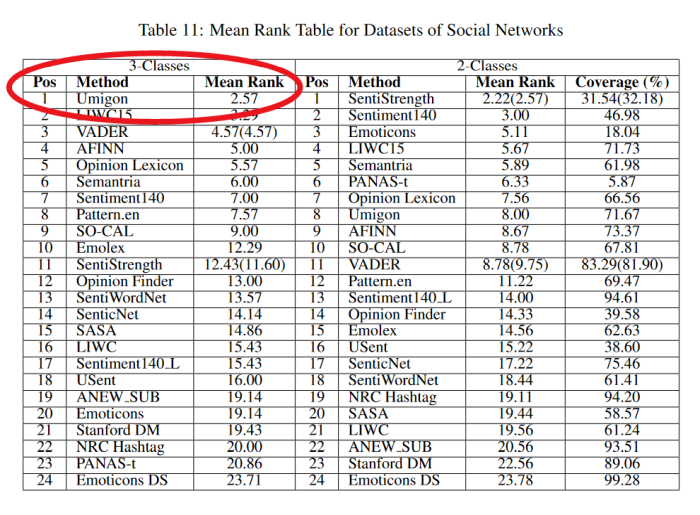 Table 11: Mean Rank Table for Datasets of Social Networks
3-Classes 2-Classes
Pos Method Mean Rank Pos Method Mean Rank Coverage (%)
1 Umigon 2.57 1 SentiStrength 2.22(2.57) 31.54(32.18)
2 LIWC15 3.29 2 Sentiment140 3.00 46.98
3 VADER 4.57(4.57) 3 Emoticons 5.11 18.04
4 AFINN 5.00 4 LIWC15 5.67 71.73
5 Opinion Lexicon 5.57 5 Semantria 5.89 61.98
6 Semantria 6.00 6 PANAS-t 6.33 5.87
7 Sentiment140 7.00 7 Opinion Lexicon 7.56 66.56
8 Pattern.en 7.57 8 Umigon 8.00 71.67
9 SO-CAL 9.00 9 AFINN 8.67 73.37
10 Emolex 12.29 10 SO-CAL 8.78 67.81
11 SentiStrength 12.43(11.60) 11 VADER 8.78(9.75) 83.29(81.90)
12 Opinion Finder 13.00 12 Pattern.en 11.22 69.47
13 SentiWordNet 13.57 13 Sentiment140_L 14.00 94.61
14 SenticNet 14.14 14 Opinion Finder 14.33 39.58
15 SASA 14.86 15 Emolex 14.56 62.63
16 LIWC 15.43 16 USent 15.22 38.60
17 Sentiment140_L 15.43 17 SenticNet 17.22 75.46
18 USent 16.00 18 SentiWordNet 18.44 61.41
19 ANEW_SUB 19.14 19 NRC Hashtag 19.11 94.20
20 Emoticons 19.14 20 SASA 19.44 58.57
21 Stanford DM 19.43 21 LIWC 19.56 61.24
22 NRC Hashtag 20.00 22 ANEW_SUB 20.56 93.51
23 PANAS-t 20.86 23 Stanford DM 22.56 89.06
24 Emoticons DS 23.71 24 Emoticons DS 23.78 99.28